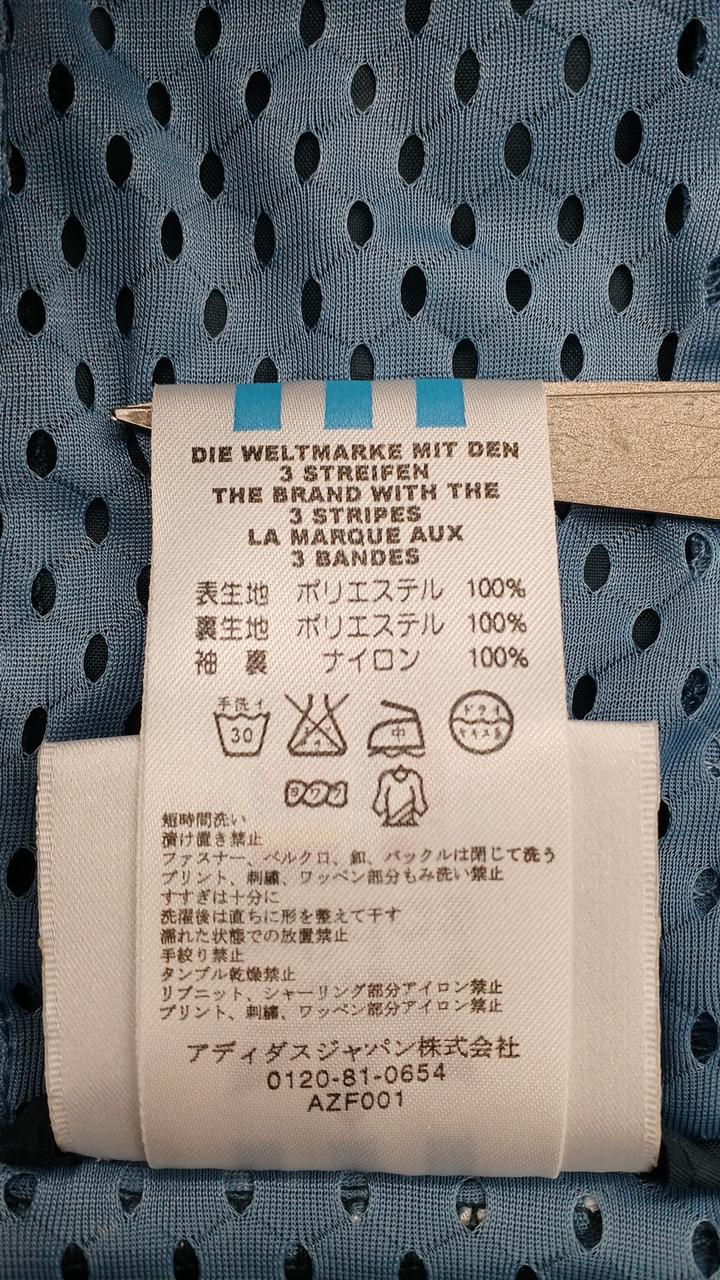 DIE WELTMARKE MIT DEN
3 STREIFEN
THE BRAND WITH THE
3 STRIPES
LA MARQUE AUX
3 BANDES
表生地 ポリエステル 100%
裏生地 ポリエステル 100%
袖 裏 ナイロン 100%
手洗イ
30
中
ドライ
セキユ系
短時間洗い
漬け置き禁止
ファスナー、ベルクロ、釦、バックルは閉じて洗う
プリント、刺繍、ワッペン部分もみ洗い禁止
すすぎは十分に
洗濯後は直ちに形を整えて干す
濡れた状態での放置禁止
手絞り禁止
タンブル乾燥禁止
リブニット、シャーリング部分アイロン禁止
プリント、刺繍、ワッペン部分アイロン禁止
アディダスジャパン株式会社
0120-81-0654
AZF001